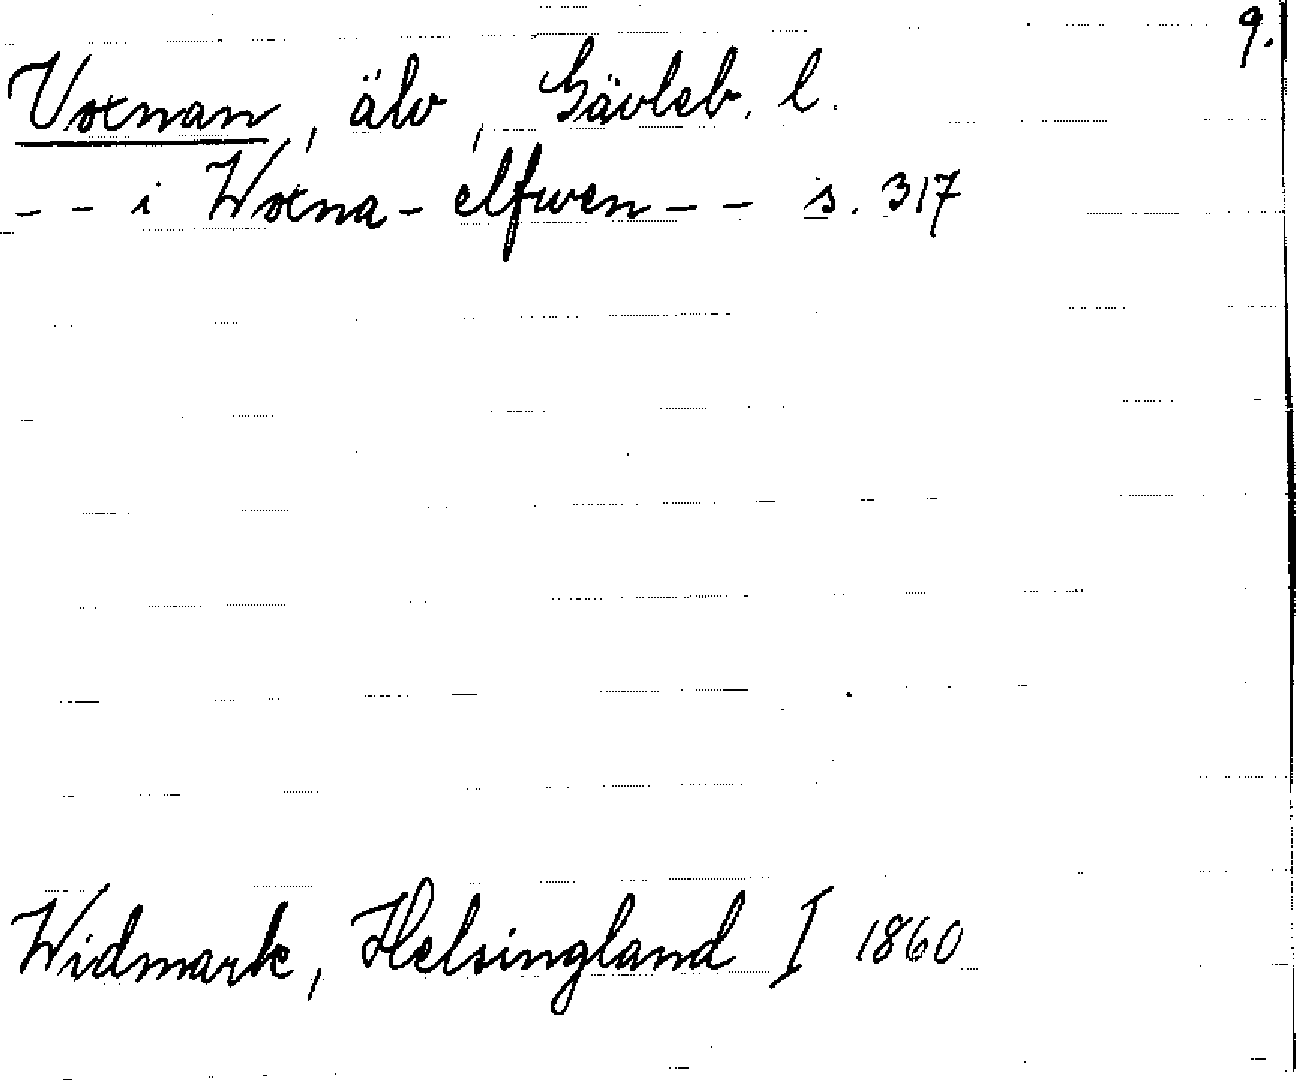 9.
Voxnan, älv, Gävleb. l.
-- i Woxna-elfwen -- s. 317
Widmark, Helsingland I 1860